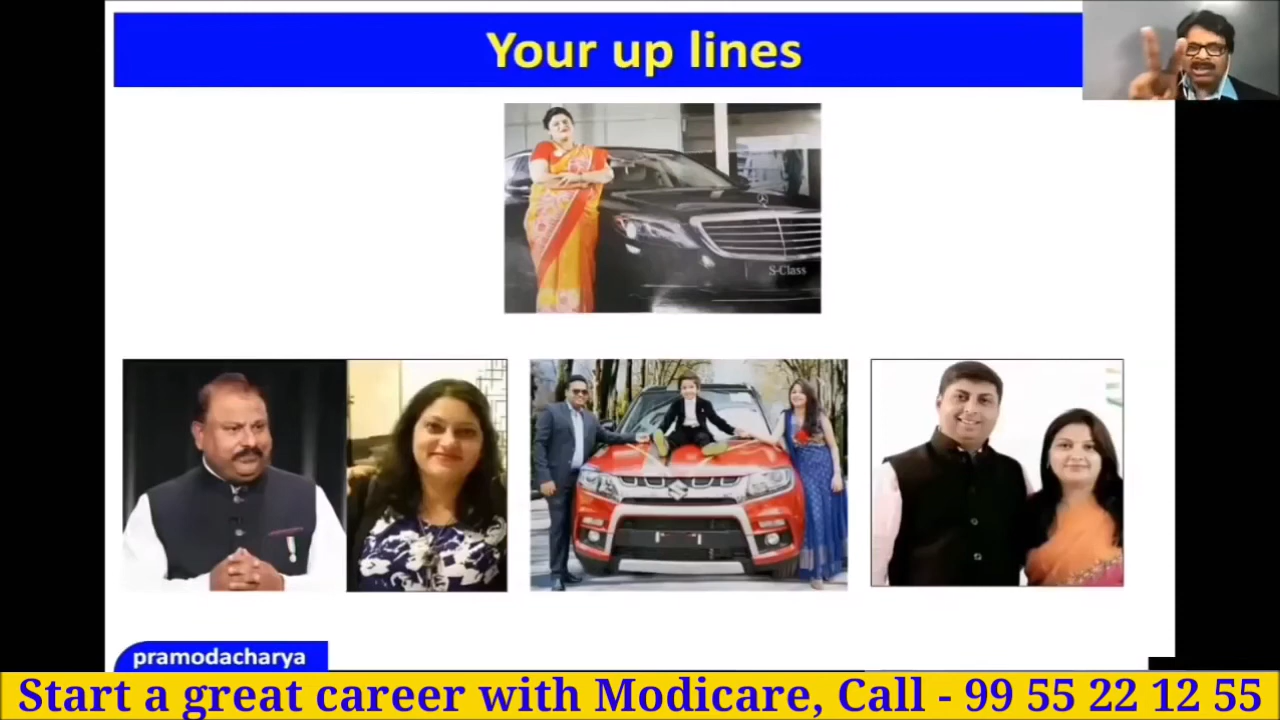 Your up lines
S-Class
pramodacharya
Start a great career with Modicare, Call - 99 55 22 12 55